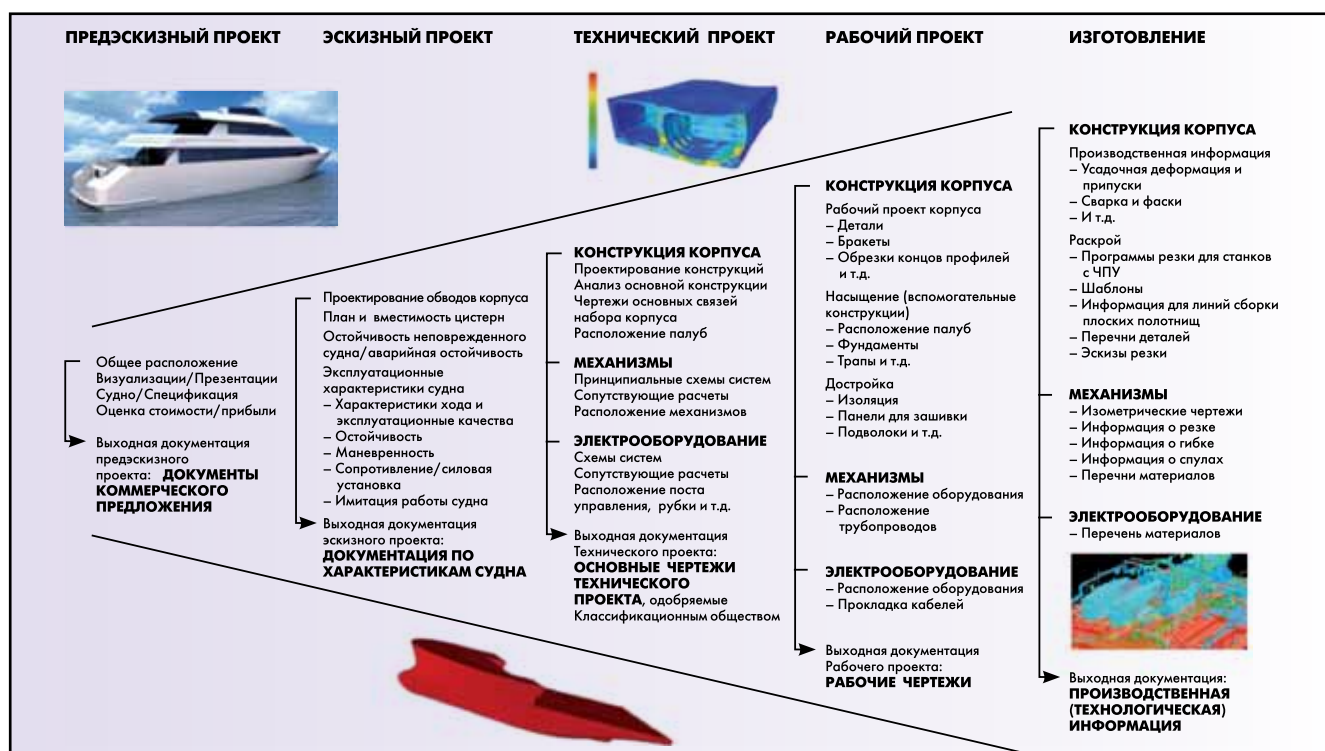 ПРЕДЭСКИЗНЫЙ ПРОЕКТ
Общее расположение
Визуализации/Презентации
Судно/Спецификация
Оценка стоимости/прибыли
Выходная документация
предэскизного
проекта: ДОКУМЕНТЫ
КОММЕРЧЕСКОГО
ПРЕДЛОЖЕНИЯ
ЭСКИЗНЫЙ ПРОЕКТ
Проектирование обводов корпуса
План и вместимость цистерн
Остойчивость неповрежденного
судна/аварийная остойчивость
Эксплуатационные
характеристики судна
– Характеристики хода и
эксплуатационные качества
– Остойчивость
– Маневренность
– Сопротивление/силовая
установка
– Имитация работы судна
Выходная документация
эскизного проекта:
ДОКУМЕНТАЦИЯ ПО
ХАРАКТЕРИСТИКАМ СУДНА
ТЕХНИЧЕСКИЙ ПРОЕКТ
КОНСТРУКЦИЯ КОРПУСА
Проектирование конструкций
Анализ основной конструкции
Чертежи основных связей
набора корпуса
Расположение палуб
МЕХАНИЗМЫ
Принципиальные схемы систем
Сопутствующие расчеты
Расположение механизмов
ЭЛЕКТРООБОРУДОВАНИЕ
Схемы систем
Сопутствующие расчеты
Расположение поста
управления, рубки и т.д.
Выходная документация
Технического проекта:
ОСНОВНЫЕ ЧЕРТЕЖИ
ТЕХНИЧЕСКОГО
ПРОЕКТА, одобряемые
Классификационным обществом
РАБОЧИЙ ПРОЕКТ
КОНСТРУКЦИЯ КОРПУСА
Рабочий проект корпуса
– Детали
– Бракеты
– Обрезки концов профилей
и т.д.
Насыщение (вспомогательные
конструкции)
– Расположение палуб
– Фундаменты
– Трапы и т.д.
Достройка
– Изоляция
– Панели для зашивки
– Подволоки и т.д.
МЕХАНИЗМЫ
– Расположение оборудования
– Расположение
трубопроводов
ЭЛЕКТРООБОРУДОВАНИЕ
– Расположение оборудования
– Прокладка кабелей
Выходная документация
Рабочего проекта:
РАБОЧИЕ ЧЕРТЕЖИ
ИЗГОТОВЛЕНИЕ
КОНСТРУКЦИЯ КОРПУСА
Производственная информация
– Усадочная деформация и
припуски
– Сварка и фаски
– И т.д.
Раскрой
– Программы резки для станков
с ЧПУ
– Шаблоны
– Информация для линий сборки
плоских полотнищ
– Перечни деталей
– Эскизы резки
МЕХАНИЗМЫ
– Изометрические чертежи
– Информация о резке
– Информация о гибке
– Информация о спулах
– Перечни материалов
ЭЛЕКТРООБОРУДОВАНИЕ
– Перечень материалов
Выходная документация:
ПРОИЗВОДСТВЕННАЯ
(ТЕХНОЛОГИЧЕСКАЯ)
ИНФОРМАЦИЯ